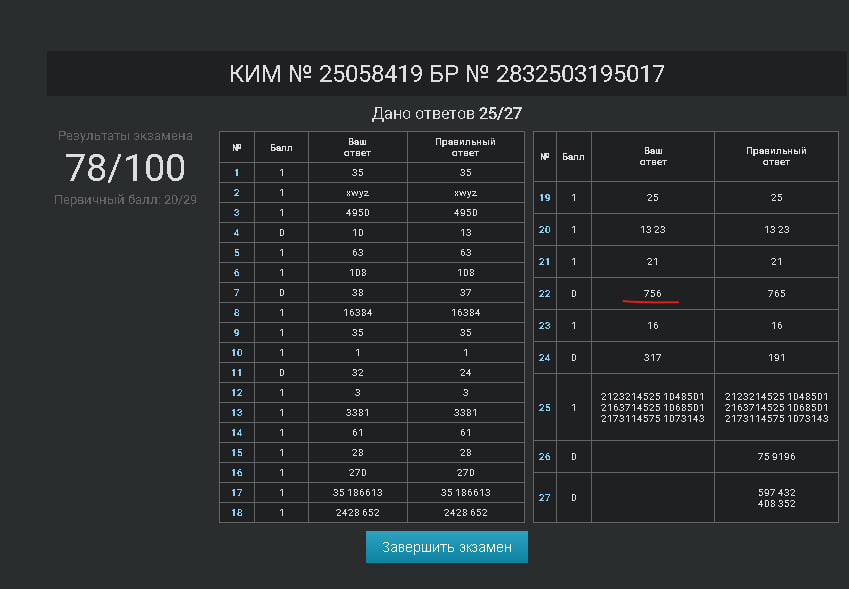 КИМ № 25058419 БР № 2832503195017
Дано ответов 25/27
Результаты экзамена
78/100
Первичный балл: 20/29
№ Балл Ваш ответ Правильный ответ
1 1 35 35
2 1 xwyz xwyz
3 1 4950 4950
4 0 10 13
5 1 63 63
6 1 108 108
7 0 38 37
8 1 16384 16384
9 1 35 35
10 1 1 1
11 0 32 24
12 1 3 3
13 1 3381 3381
14 1 61 61
15 1 28 28
16 1 270 270
17 1 35 186613 35 186613
18 1 2428 652 2428 652
№ Балл Ваш ответ Правильный ответ
19 1 25 25
20 1 13 23 13 23
21 1 21 21
22 0 756 765
23 1 16 16
24 0 317 191
25 1 2123214525 1048501 2123214525 1048501
2163714525 1068501 2163714525 1068501
2173114575 1073143 2173114575 1073143
26 0 75 9196
27 0 597 432
408 352
Завершить экзамен